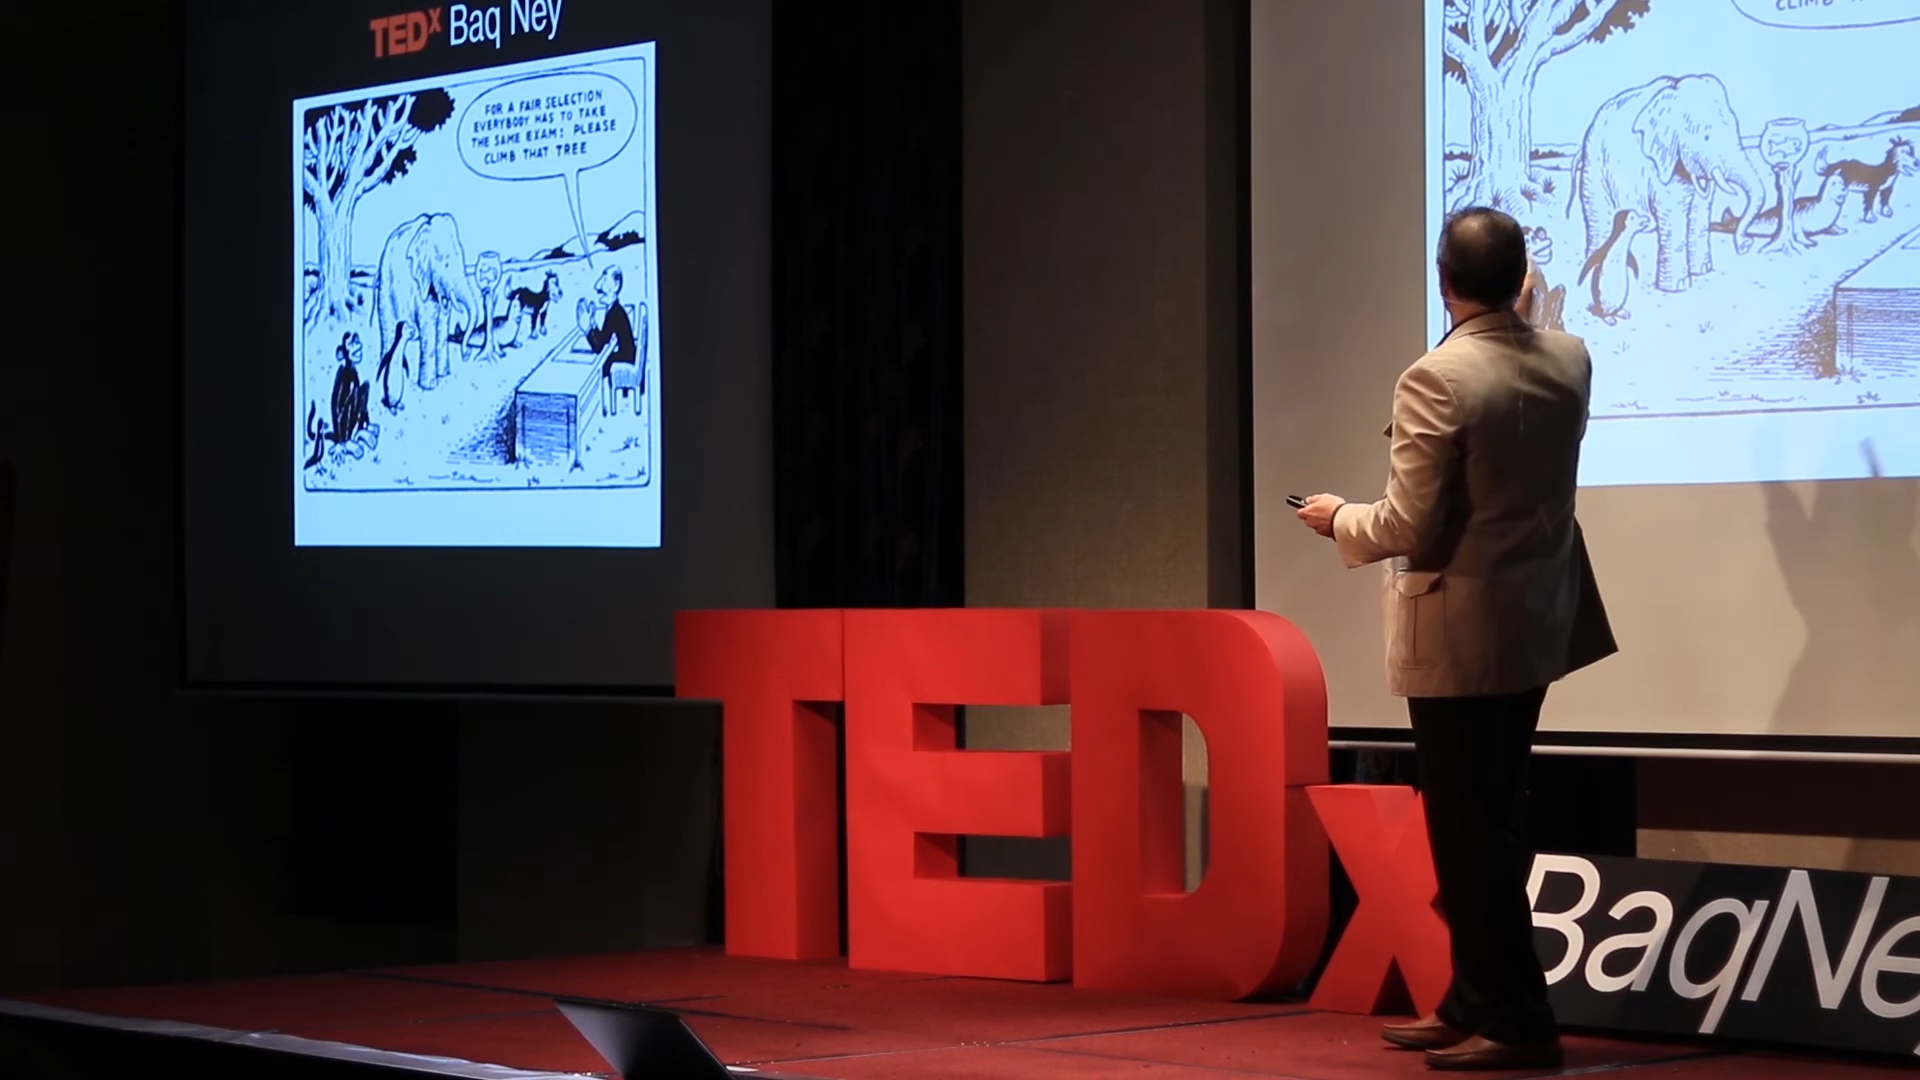 TEDx Baq Ney
FOR A FAIR SELECTION
EVERYBODY HAS TO TAKE
THE SAME EXAM: PLEASE
CLIMB THAT TREE
CLIMB
TEDx
BaqNe